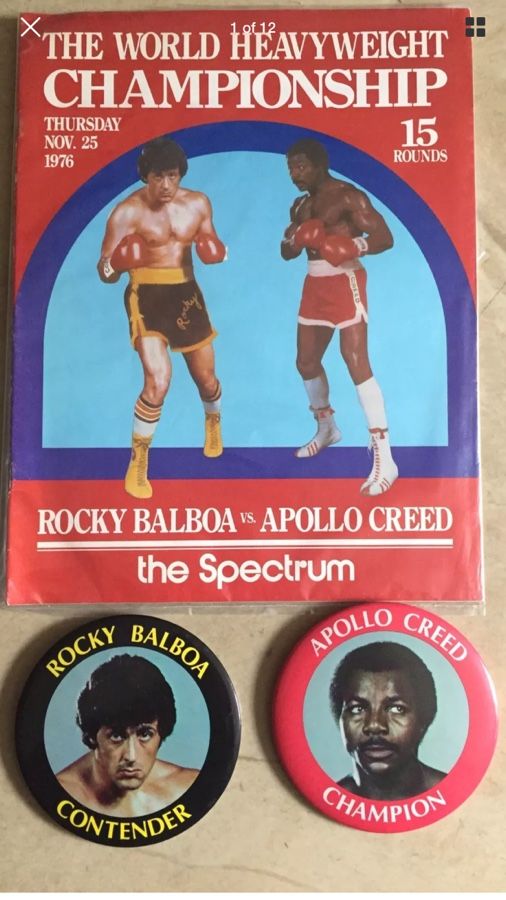 1 of 12
THE WORLD HEAVYWEIGHT
CHAMPIONSHIP
THURSDAY
NOV. 25
1976
15
ROUNDS
Rocky
CREED
ROCKY BALBOA VS. APOLLO CREED
the Spectrum
ROCKY BALBOA
CONTENDER
APOLLO CREED
CHAMPION